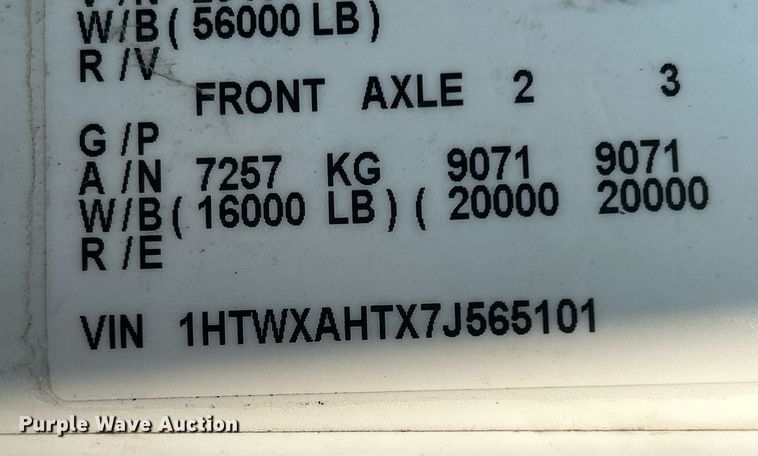 W/B ( 56000 LB )
R /V
FRONT AXLE 2 3
G /P
A /N 7257 KG 9071 9071
W/B ( 16000 LB ) ( 20000 20000
R /E
VIN 1HTWXAHTX7J565101
Purple Wave Auction